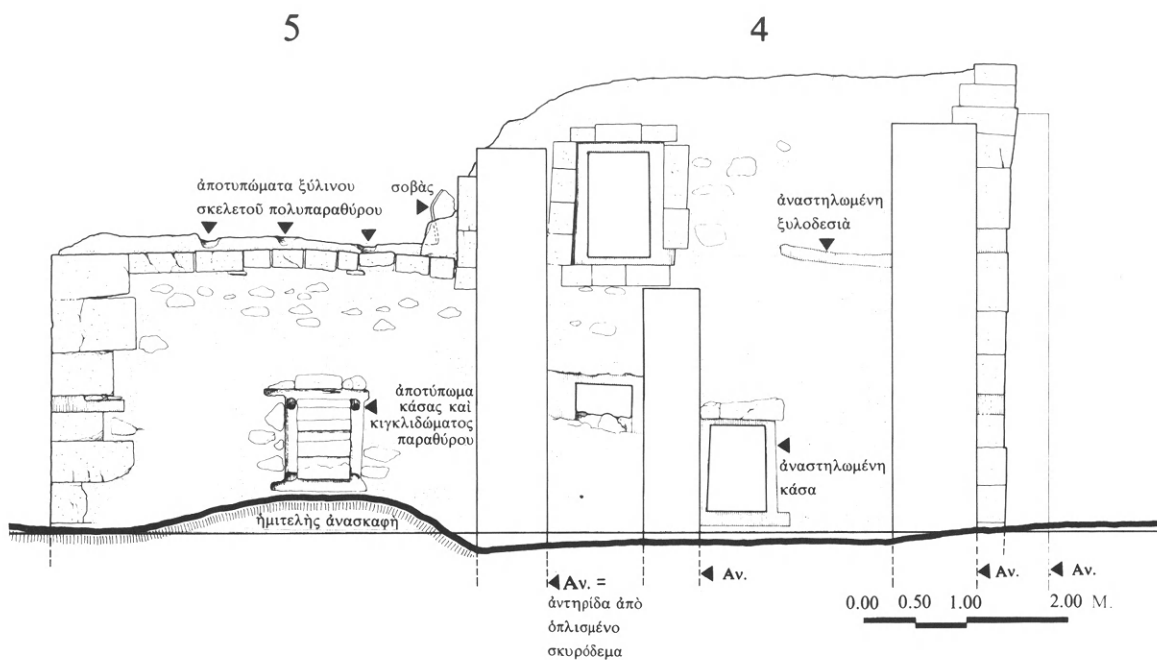 5
4
ἀποτυπώματα ξύλινου
σκελετοῦ πολυπαραθύρου
σοβὰς
ἀναστηλωμένη
ξυλοδεσιὰ
ἀποτύπωμα
κάσας καὶ
κιγκλιδώματος
παραθύρου
ἀναστηλωμένη
κάσα
ἡμιτελὴς ἀνασκαφὴ
Αν. =
ἀντηρίδα ἀπὸ
ὁπλισμένο
σκυρόδεμα
Αν.
Αν.
Αν.
0.00 0.50 1.00 2.00 Μ.